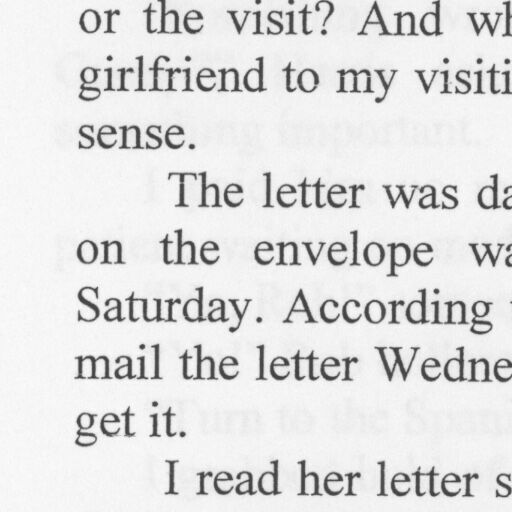 or the visit? And wh
girlfriend to my visiti
sense.
The letter was da
on the envelope wa
Saturday. According
mail the letter Wedne
get it.
I read her letter s